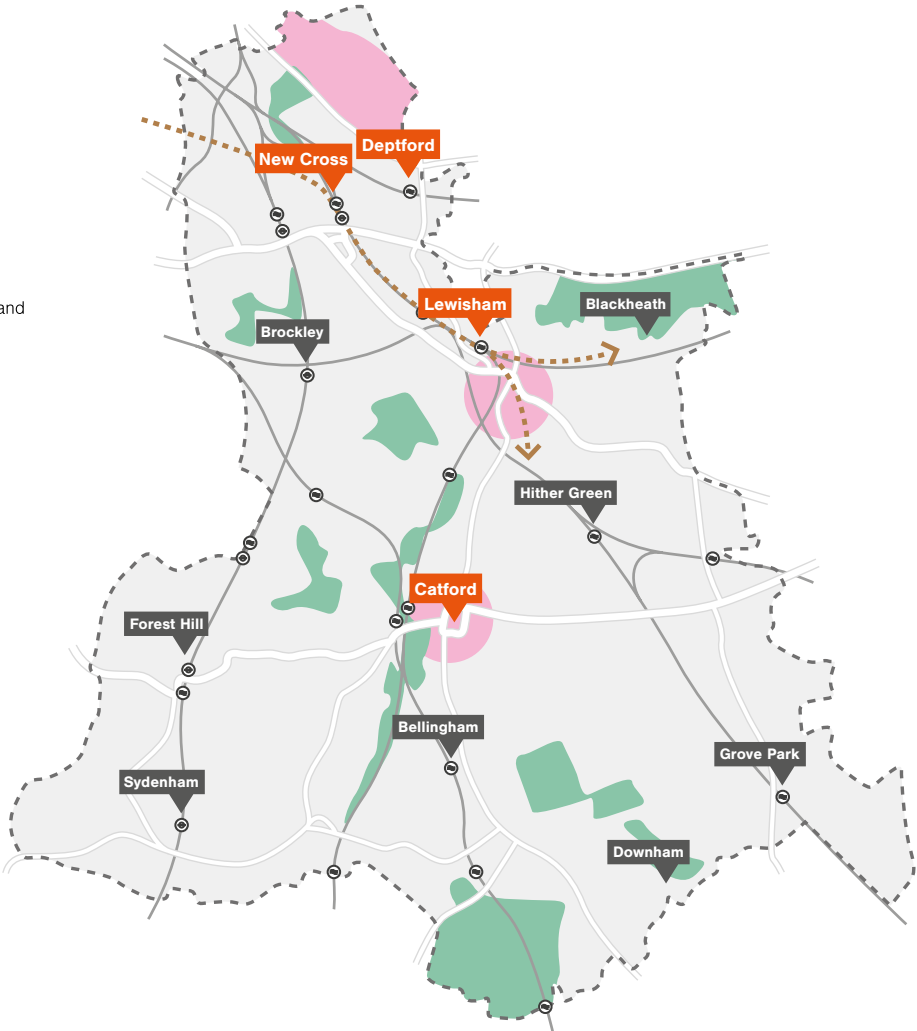 Deptford
New Cross
and
Lewisham
Blackheath
Brockley
Hither Green
Catford
Forest Hill
Bellingham
Grove Park
Sydenham
Downham